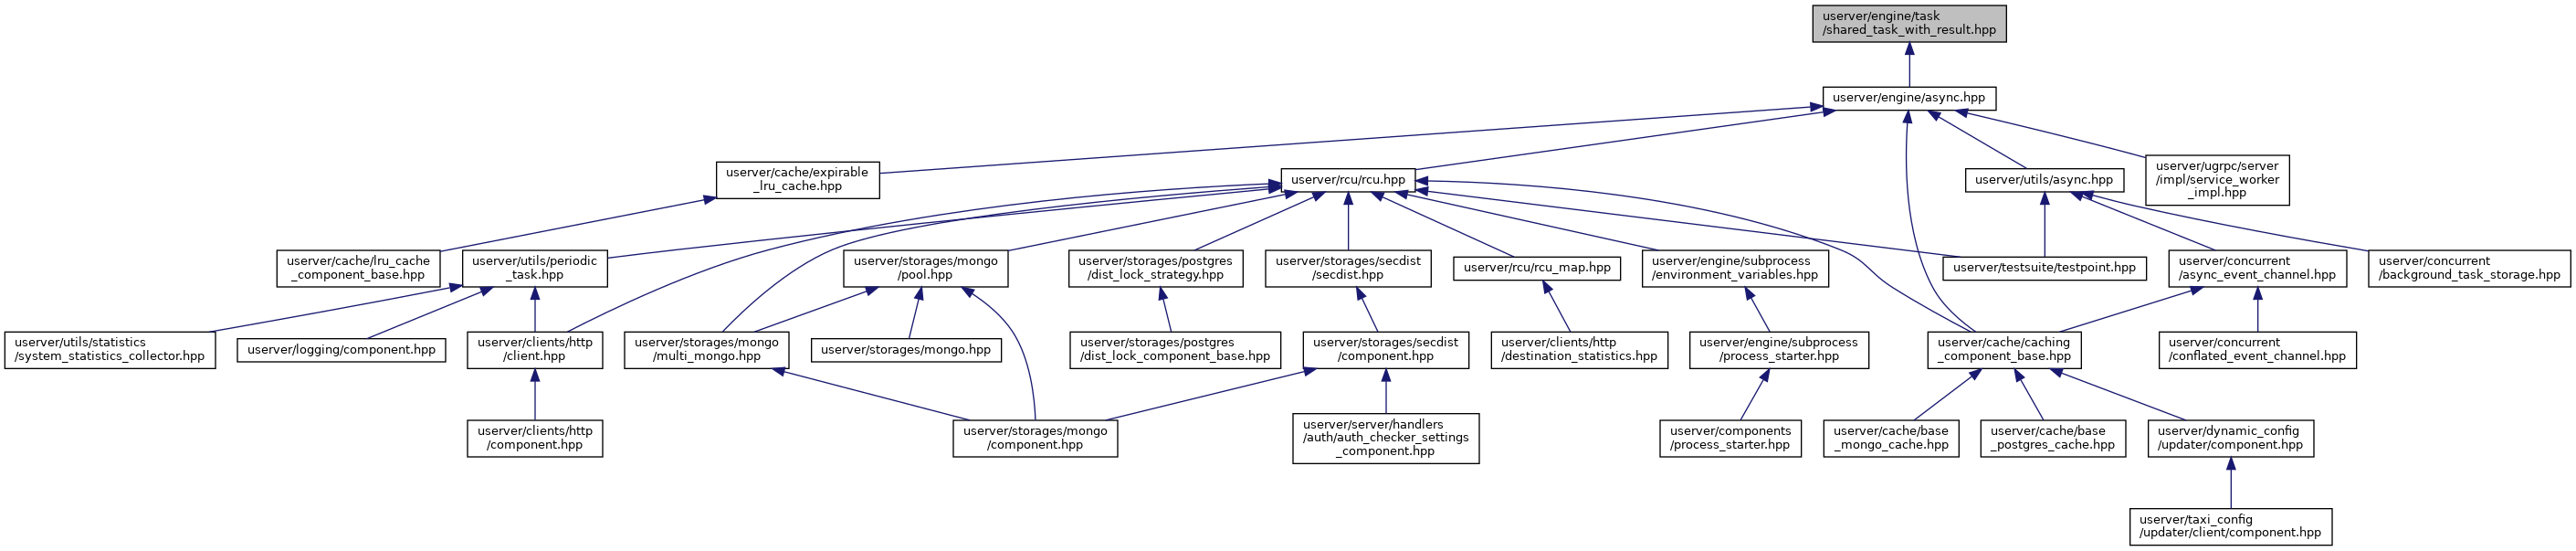 userver/engine/task
/shared_task_with_result.hpp
userver/engine/async.hpp
userver/cache/expirable
_lru_cache.hpp
userver/rcu/rcu.hpp
userver/utils/async.hpp
userver/ugrpc/server
/impl/service_worker
_impl.hpp
userver/cache/lru_cache
_component_base.hpp
userver/utils/periodic
_task.hpp
userver/storages/mongo
/pool.hpp
userver/storages/postgres
/dist_lock_strategy.hpp
userver/storages/secdist
/secdist.hpp
userver/rcu/rcu_map.hpp
userver/engine/subprocess
/environment_variables.hpp
userver/testsuite/testpoint.hpp
userver/concurrent
/async_event_channel.hpp
userver/concurrent
/background_task_storage.hpp
userver/utils/statistics
/system_statistics_collector.hpp
userver/logging/component.hpp
userver/clients/http
/client.hpp
userver/storages/mongo
/multi_mongo.hpp
userver/storages/mongo.hpp
userver/storages/postgres
/dist_lock_component_base.hpp
userver/storages/secdist
/component.hpp
userver/clients/http
/destination_statistics.hpp
userver/engine/subprocess
/process_starter.hpp
userver/cache/caching
_component_base.hpp
userver/concurrent
/conflated_event_channel.hpp
userver/clients/http
/component.hpp
userver/storages/mongo
/component.hpp
userver/server/handlers
/auth/auth_checker_settings
_component.hpp
userver/components
/process_starter.hpp
userver/cache/base
_mongo_cache.hpp
userver/cache/base
_postgres_cache.hpp
userver/dynamic_config
/updater/component.hpp
userver/taxi_config
/updater/client/component.hpp